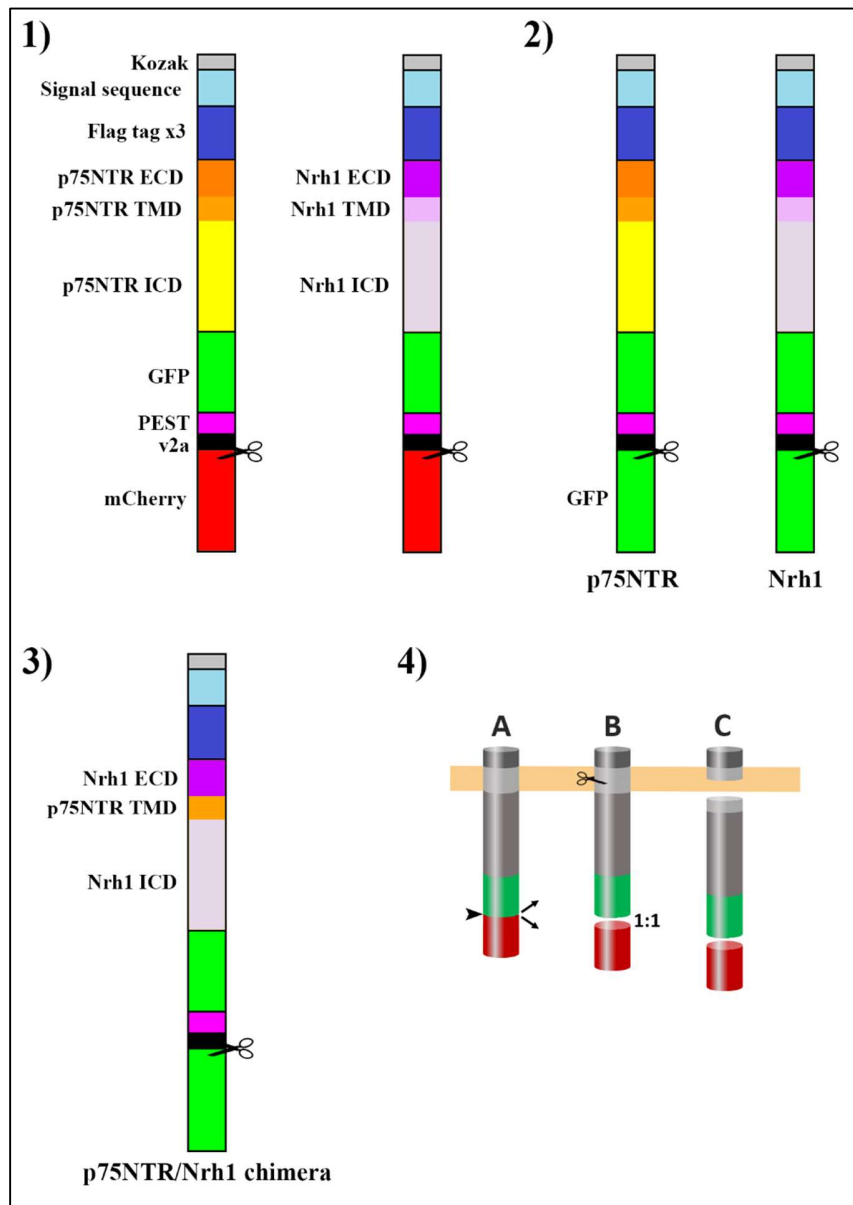 1)
Kozak
Signal sequence
Flag tag x3
p75NTR ECD
p75NTR TMD
p75NTR ICD
GFP
PEST
v2a
mCherry
Nrh1 ECD
Nrh1 TMD
Nrh1 ICD
2)
GFP
p75NTR
Nrh1
3)
Nrh1 ECD
p75NTR TMD
Nrh1 ICD
p75NTR/Nrh1 chimera
4)
A B C
1:1